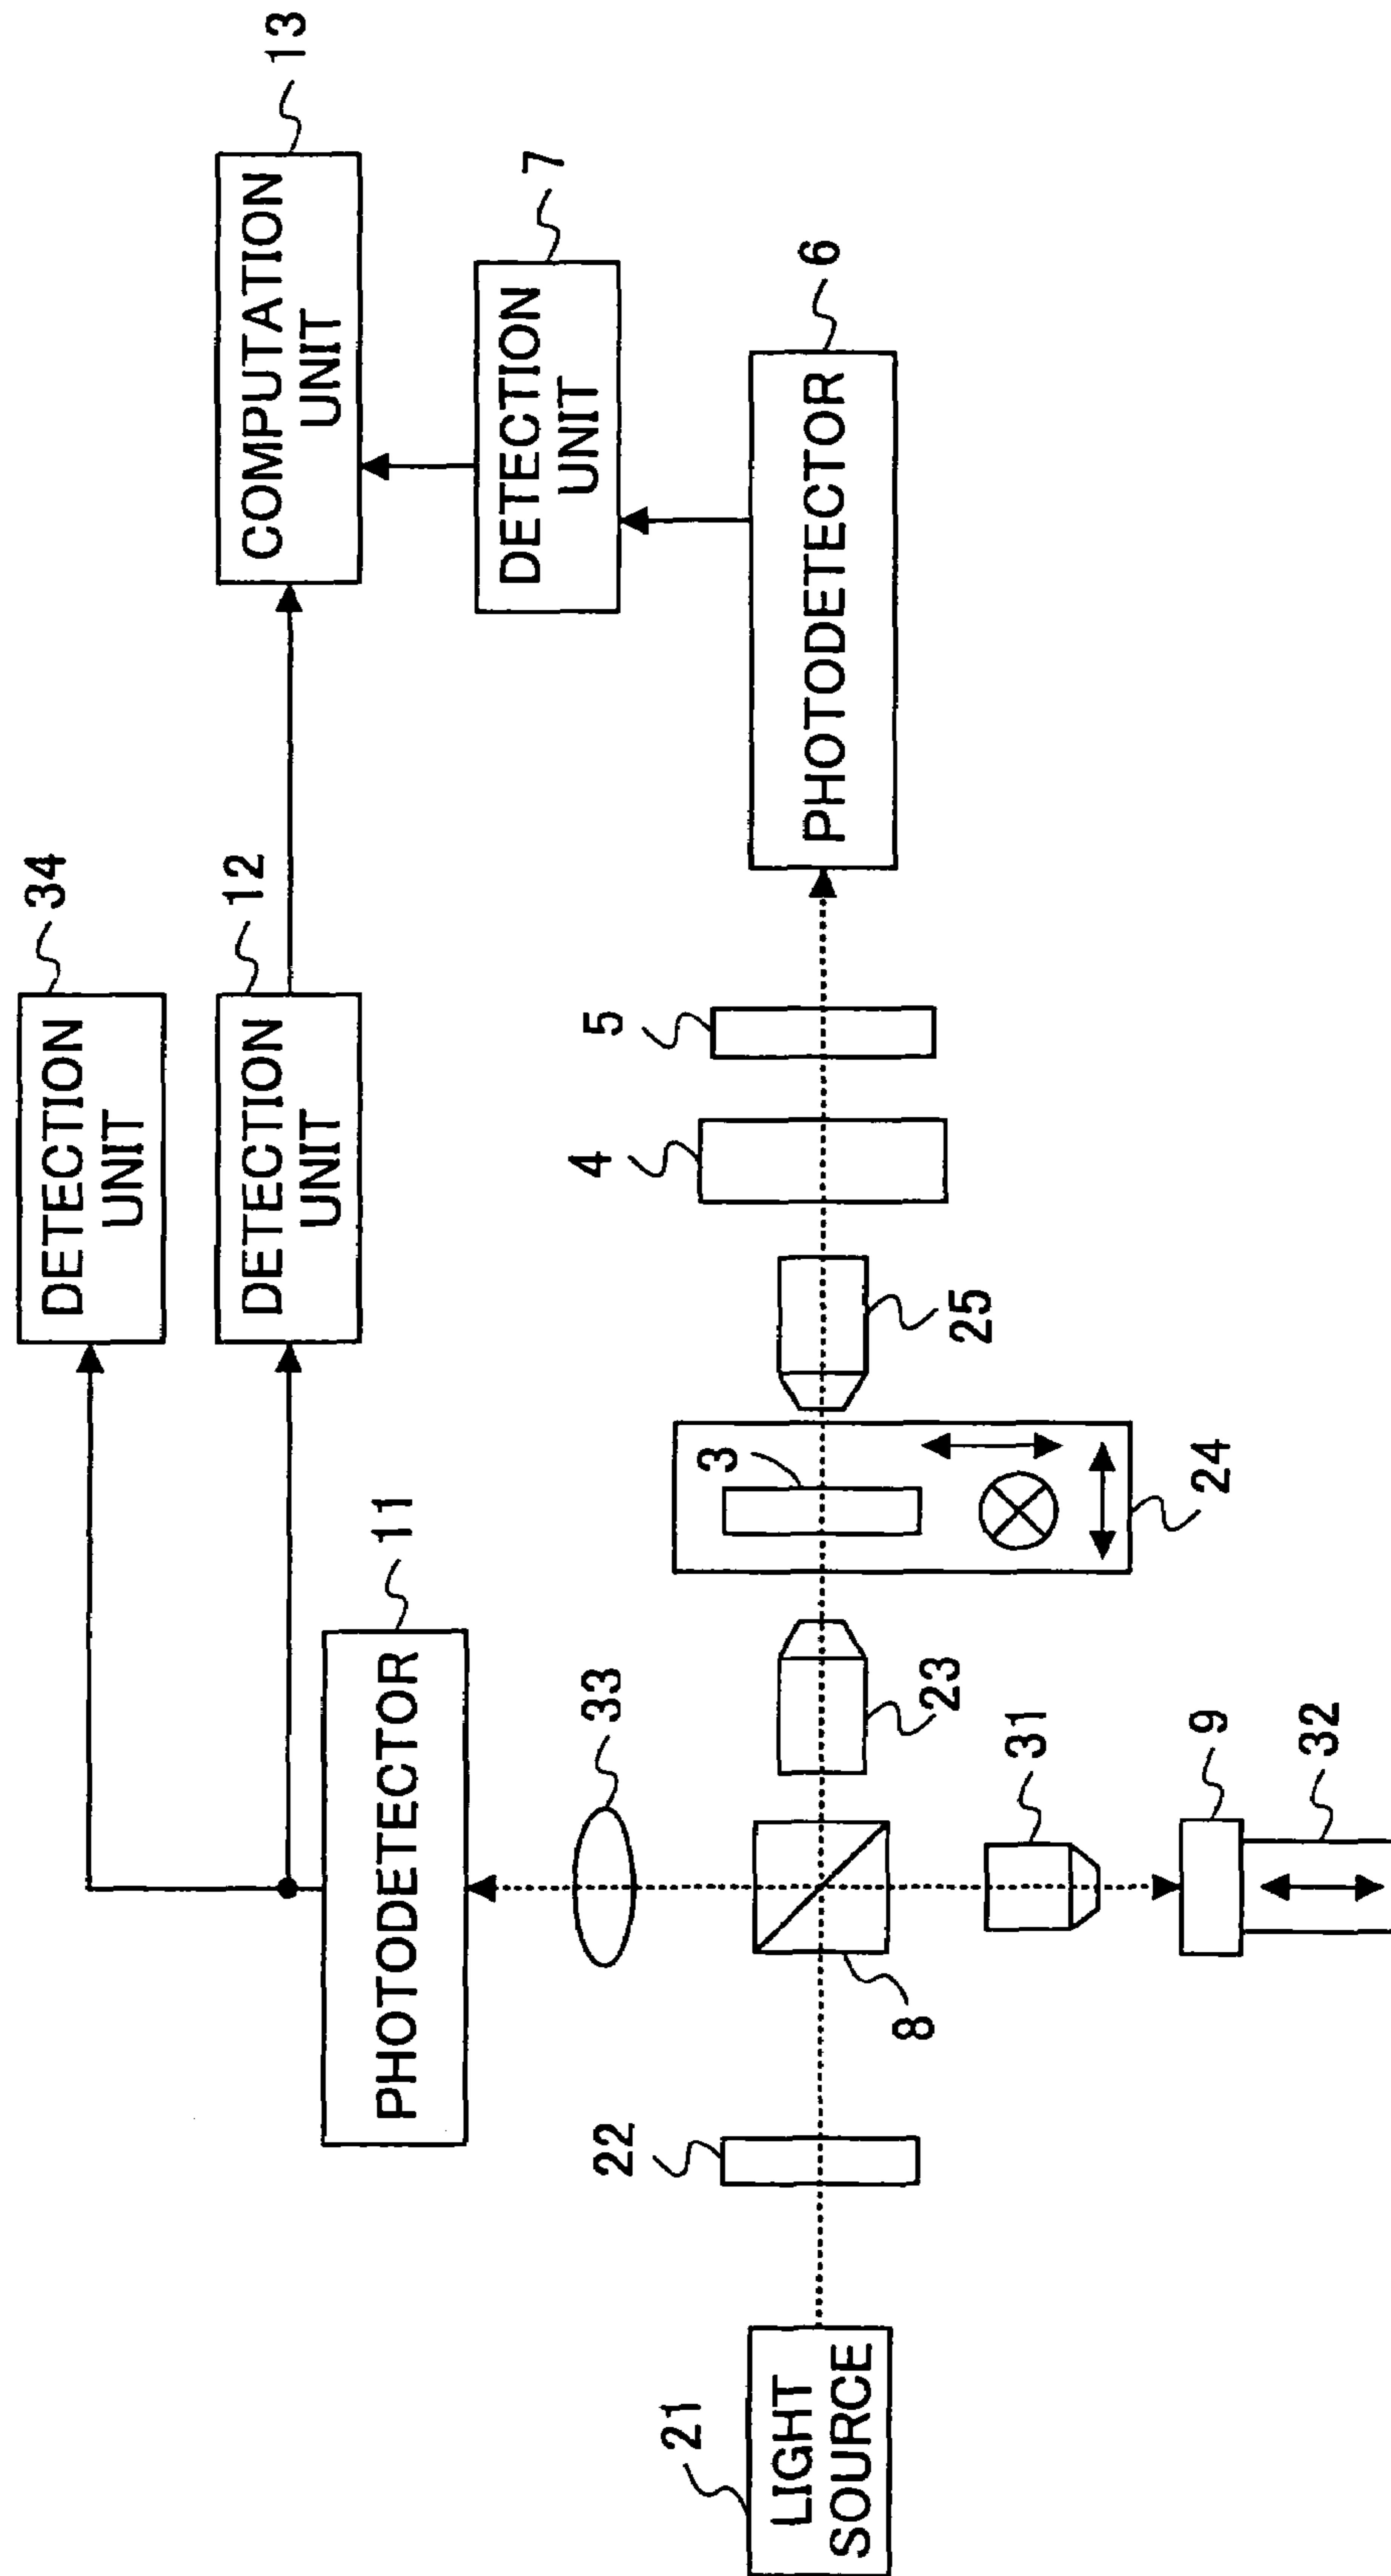 34
DETECTION
UNIT
12
DETECTION
UNIT
13
COMPUTATION
UNIT
11
PHOTODETECTOR
7
DETECTION
UNIT
33
22
3
4
5
6
PHOTODETECTOR
21
LIGHT
SOURCE
8
23
25
31
24
9
32